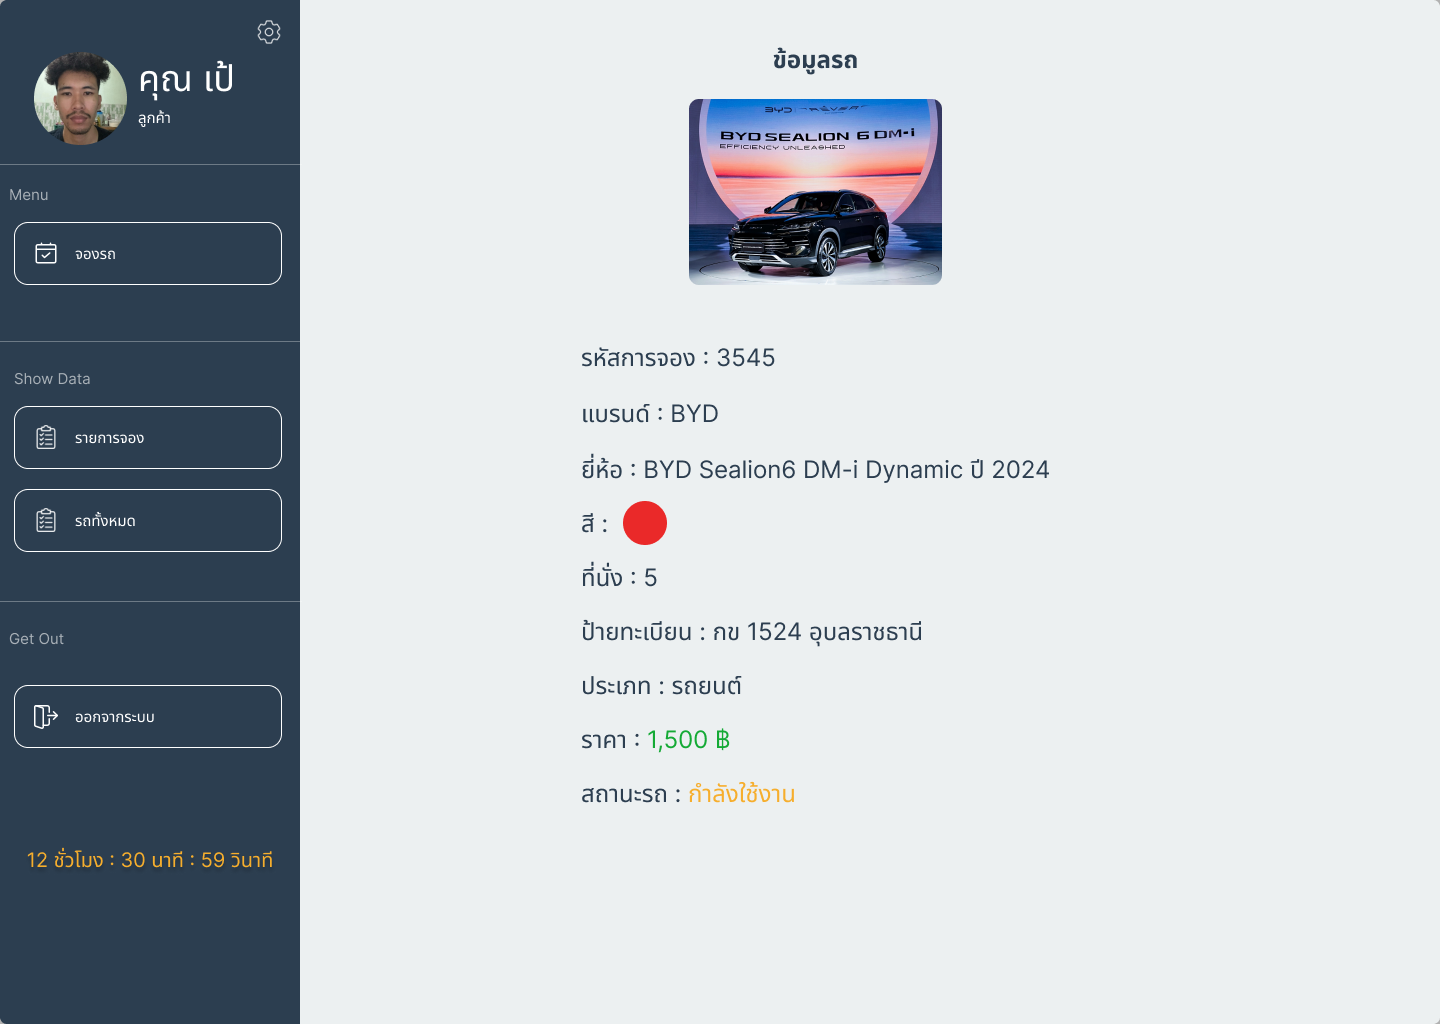 คุณ เป้
ลูกค้า
Menu
จองรถ
Show Data
รายการจอง
รถทั้งหมด
Get Out
ออกจากระบบ
12 ชั่วโมง : 30 นาที : 59 วินาที
ข้อมูลรถ
BYD SEALION 6 DM-i
EFFICIENCY UNLEASHED
รหัสการจอง : 3545
แบรนด์ : BYD
ยี่ห้อ : BYD Sealion6 DM-i Dynamic ปี 2024
สี :
ที่นั่ง : 5
ป้ายทะเบียน : กข 1524 อุบลราชธานี
ประเภท : รถยนต์
ราคา : 1,500 ฿
สถานะรถ : กำลังใช้งาน